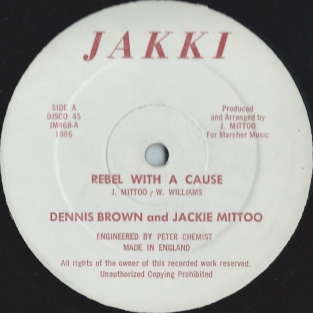 JAKKI
SIDE A
DISCO 45
JM468-A
1986
Produced
and Arranged by
J. MITTOO
For Marcher Music
REBEL WITH A CAUSE
J. MITTOO / W. WILLIAMS
DENNIS BROWN and JACKIE MITTOO
ENGINEERED BY PETER CHEMIST
MADE IN ENGLAND
All rights of the owner of this recorded work reserved.
Unauthorized Copying Prohibited